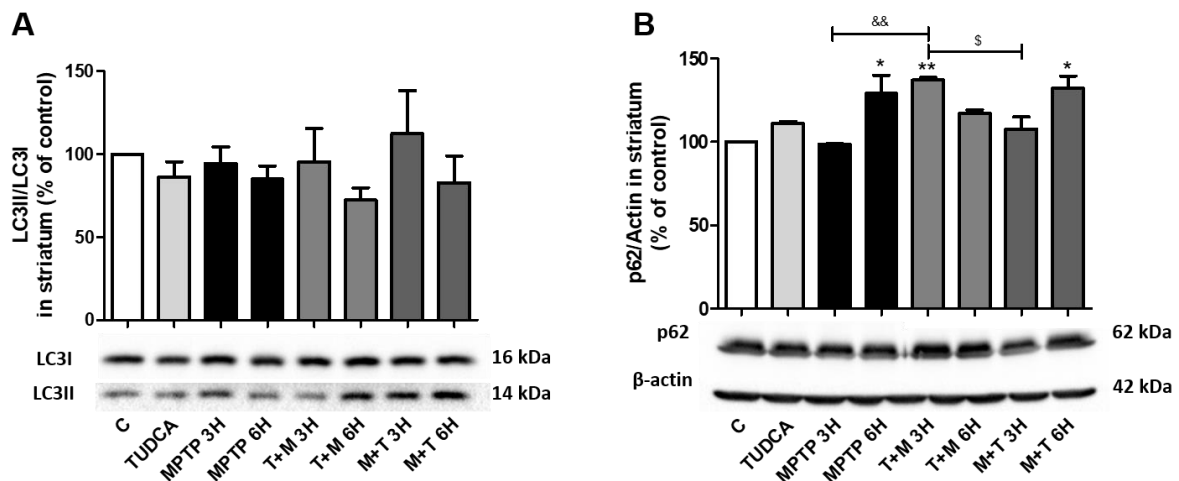 A
LC3II/LC3I
in striatum (% of control)
150
100
50
0
LC3I
16 kDa
LC3II
14 kDa
C
TUDCA
MPTP 3H
MPTP 6H
T+M 3H
T+M 6H
M+T 3H
M+T 6H
B
p62/Actin in striatum
(% of control)
&&
$
*
**
*
150
100
50
0
p62
62 kDa
β-actin
42 kDa
C
TUDCA
MPTP 3H
MPTP 6H
T+M 3H
T+M 6H
M+T 3H
M+T 6H